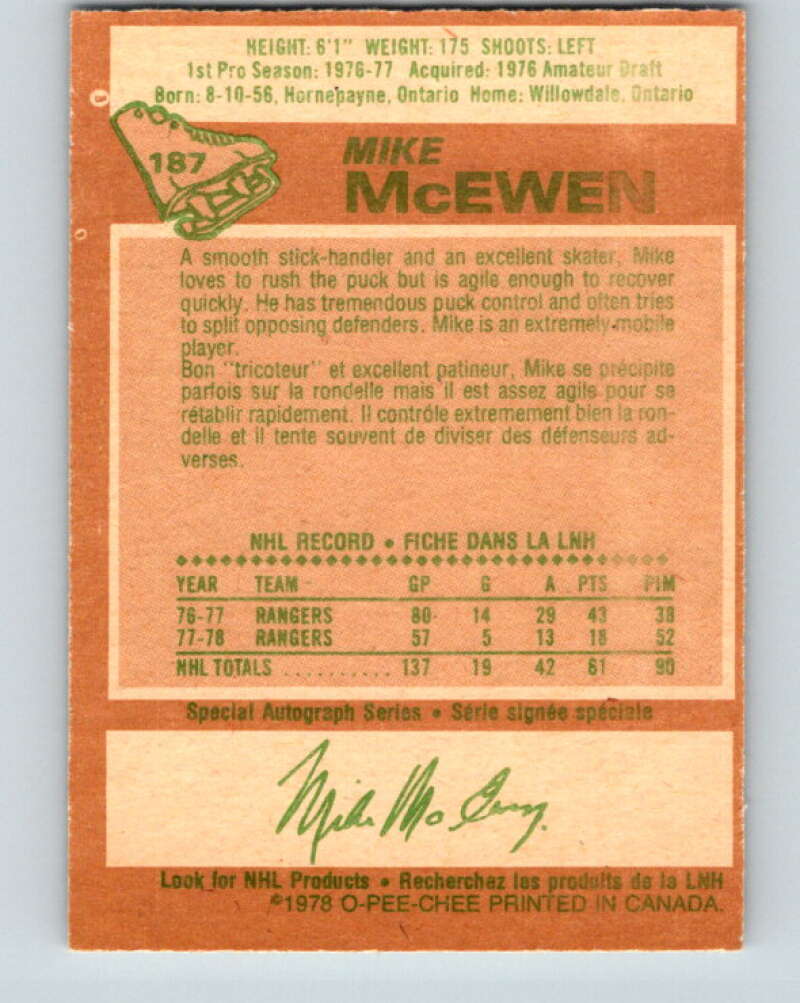 HEIGHT: 6'1" WEIGHT: 175 SHOOTS: LEFT
1st Pro Season: 1976-77 Acquired: 1976 Amateur Draft
Born: 8-10-56, Hornepayne, Ontario Home: Willowdale, Ontario
187
MIKE
McEWEN
A smooth stick-handler and an excellent skater, Mike
loves to rush the puck but is agile enough to recover
quickly. He has tremendous puck control and often tries
to split opposing defenders. Mike is an extremely mobile
player.
Bon "tricoteur" et excellent patineur, Mike se précipite
parfois sur la rondelle mais il est assez agile pour se
rétablir rapidement. Il contrôle extremement bien la ron-
delle et il tente souvent de diviser des défenseurs ad-
verses.
NHL RECORD • FICHE DANS LA LNH
YEAR TEAM GP G A PTS PIM
76-77 RANGERS 80 14 29 43 38
77-78 RANGERS 57 5 13 18 52
NHL TOTALS .......... 137 19 42 61 90
Special Autograph Series • Série signée spéciale
Mike McEwen
Look for NHL Products • Recherchez les produits de la LNH
©1978 O-PEE-CHEE PRINTED IN CANADA.